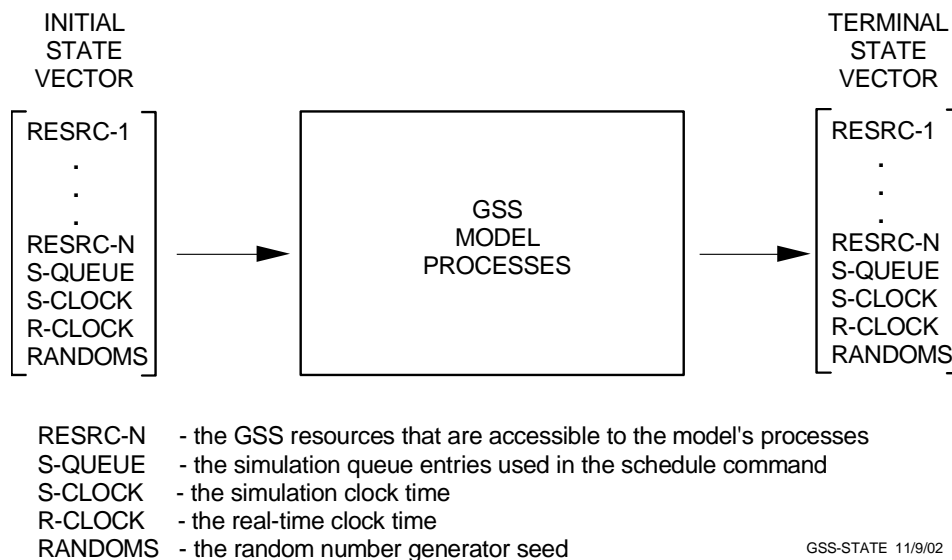 INITIAL
STATE
VECTOR
TERMINAL
STATE
VECTOR
RESRC-1
.
.
.
RESRC-N
S-QUEUE
S-CLOCK
R-CLOCK
RANDOMS
GSS
MODEL
PROCESSES
RESRC-1
.
.
.
RESRC-N
S-QUEUE
S-CLOCK
R-CLOCK
RANDOMS
RESRC-N - the GSS resources that are accessible to the model's processes
S-QUEUE - the simulation queue entries used in the schedule command
S-CLOCK - the simulation clock time
R-CLOCK - the real-time clock time
RANDOMS - the random number generator seed
GSS-STATE 11/9/02